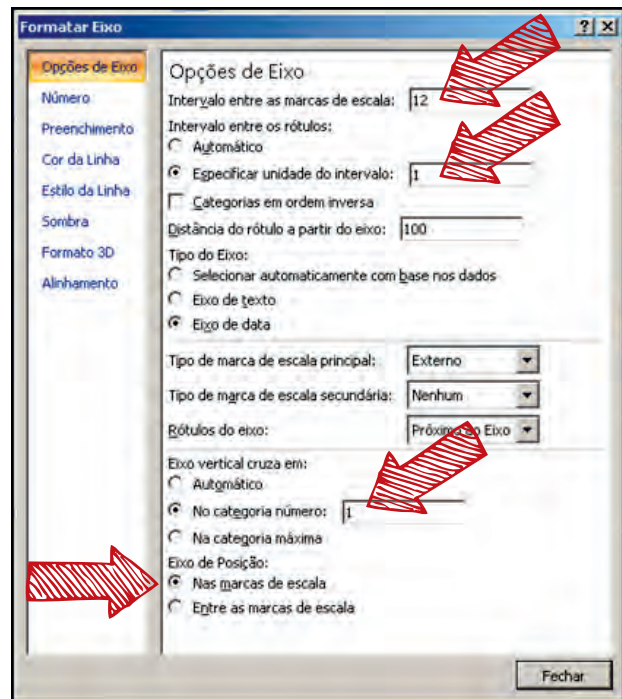 Formatar Eixo
Opções de Eixo
Número
Preenchimento
Cor da Linha
Estilo da Linha
Sombra
Formato 3D
Alinhamento
Opções de Eixo
Intervalo entre as marcas de escala: 12
Intervalo entre os rótulos:
Automático
Especificar unidade do intervalo: 1
Categorias em ordem inversa
Distância do rótulo a partir do eixo: 100
Tipo do Eixo:
Selecionar automaticamente com base nos dados
Eixo de texto
Eixo de data
Tipo de marca de escala principal: Externo
Tipo de marca de escala secundária: Nenhum
Rótulos do eixo: Próximo ao Eixo
Eixo vertical cruza em:
Automático
No categoria número: 1
Na categoria máxima
Eixo de Posição:
Nas marcas de escala
Entre as marcas de escala
Fechar